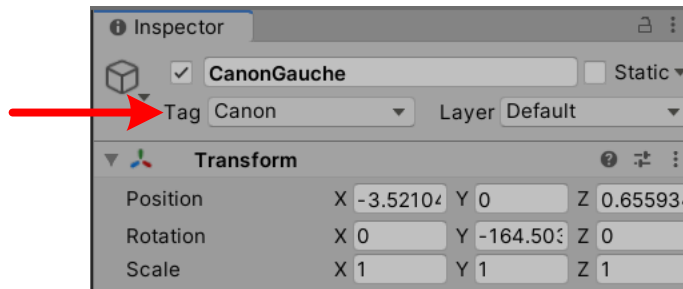 Inspector
CanonGauche Static
Tag Canon Layer Default
Transform
Position X -3.52104 Y 0 Z 0.65593
Rotation X 0 Y -164.503 Z 0
Scale X 1 Y 1 Z 1